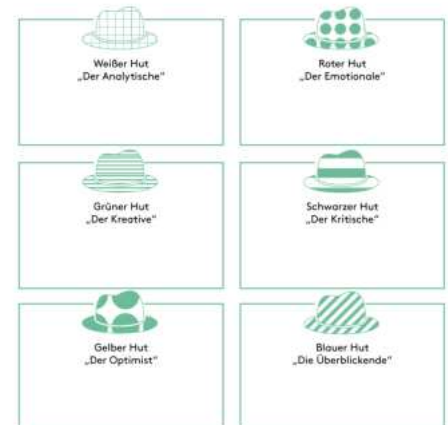 Weißer Hut
„Der Analytische“
Roter Hut
„Der Emotionale“
Grüner Hut
„Der Kreative“
Schwarzer Hut
„Der Kritische“
Gelber Hut
„Der Optimist“
Blauer Hut
„Die Überblickende“